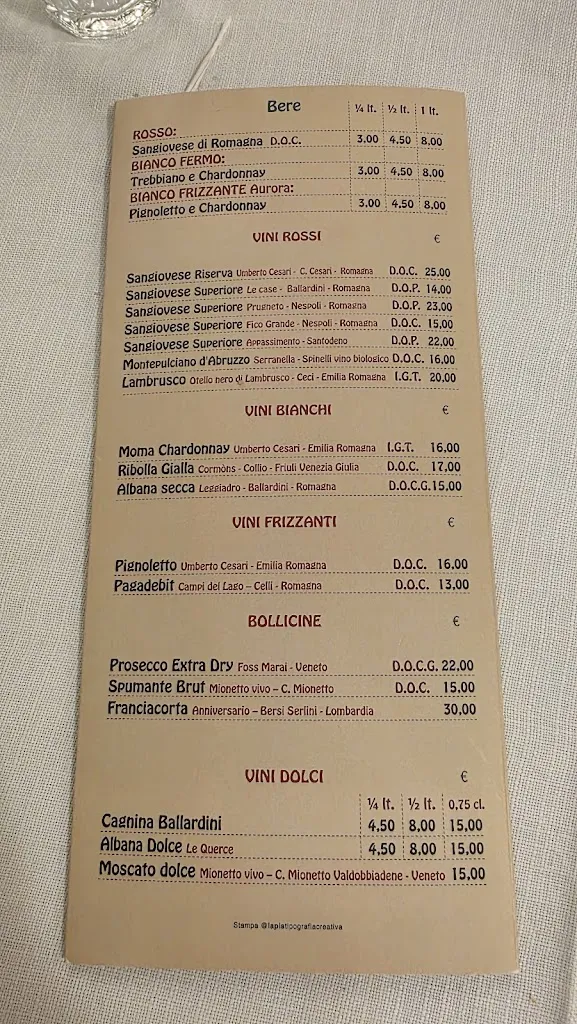 Bere ¼ lt. ½ lt. 1 lt.
ROSSO:
Sangiovese di Romagna D.O.C. 3,00 4,50 8,00
BIANCO FERMO:
Trebbiano e Chardonnay 3,00 4,50 8,00
BIANCO FRIZZANTE Aurora:
Pignoletto e Chardonnay 3,00 4,50 8,00
VINI ROSSI €
Sangiovese Riserva Umberto Cesari - C. Cesari - Romagna D.O.C. 25,00
Sangiovese Superiore Le case - Ballardini - Romagna D.O.P. 14,00
Sangiovese Superiore Prugneto - Nespoli - Romagna D.O.P. 23,00
Sangiovese Superiore Fico Grande - Nespoli - Romagna D.O.C. 15,00
Sangiovese Superiore Appassimento - Santodeno D.O.P. 22,00
Montepulciano d'Abruzzo Serranella - Spinelli vino biologico D.O.C. 16,00
Lambrusco Otello nero di Lambrusco - Ceci - Emilia Romagna I.G.T. 20,00
VINI BIANCHI €
Moma Chardonnay Umberto Cesari - Emilia Romagna I.G.T. 16,00
Ribolla Gialla Cormòns - Collio - Friuli Venezia Giulia D.O.C. 17,00
Albana secca Leggiadro - Ballardini - Romagna D.O.C.G. 15,00
VINI FRIZZANTI €
Pignoletto Umberto Cesari - Emilia Romagna D.O.C. 16,00
Pagadebit Campi del Lago – Celli - Romagna D.O.C. 13,00
BOLLICINE €
Prosecco Extra Dry Foss Marai - Veneto D.O.C.G. 22,00
Spumante Brut Mionetto vivo – C. Mionetto D.O.C. 15,00
Franciacorta Anniversario – Bersi Serlini - Lombardia 30,00
VINI DOLCI €
¼ lt. ½ lt. 0,75 cl.
Cagnina Ballardini 4,50 8,00 15,00
Albana Dolce Le Querce 4,50 8,00 15,00
Moscato dolce Mionetto vivo – C. Mionetto Valdobbiadene - Veneto 15,00
Stampa @lapiatipografiacreativa